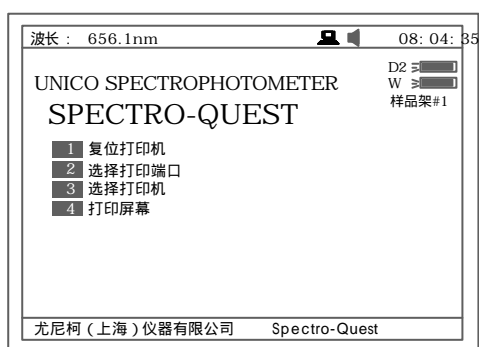 波长： 656.1nm 08: 04: 35
D2
UNICO SPECTROPHOTOMETER W
样品架#1
SPECTRO-QUEST
1 复位打印机
2 选择打印端口
3 选择打印机
4 打印屏幕
尤尼柯（上海）仪器有限公司 Spectro-Quest